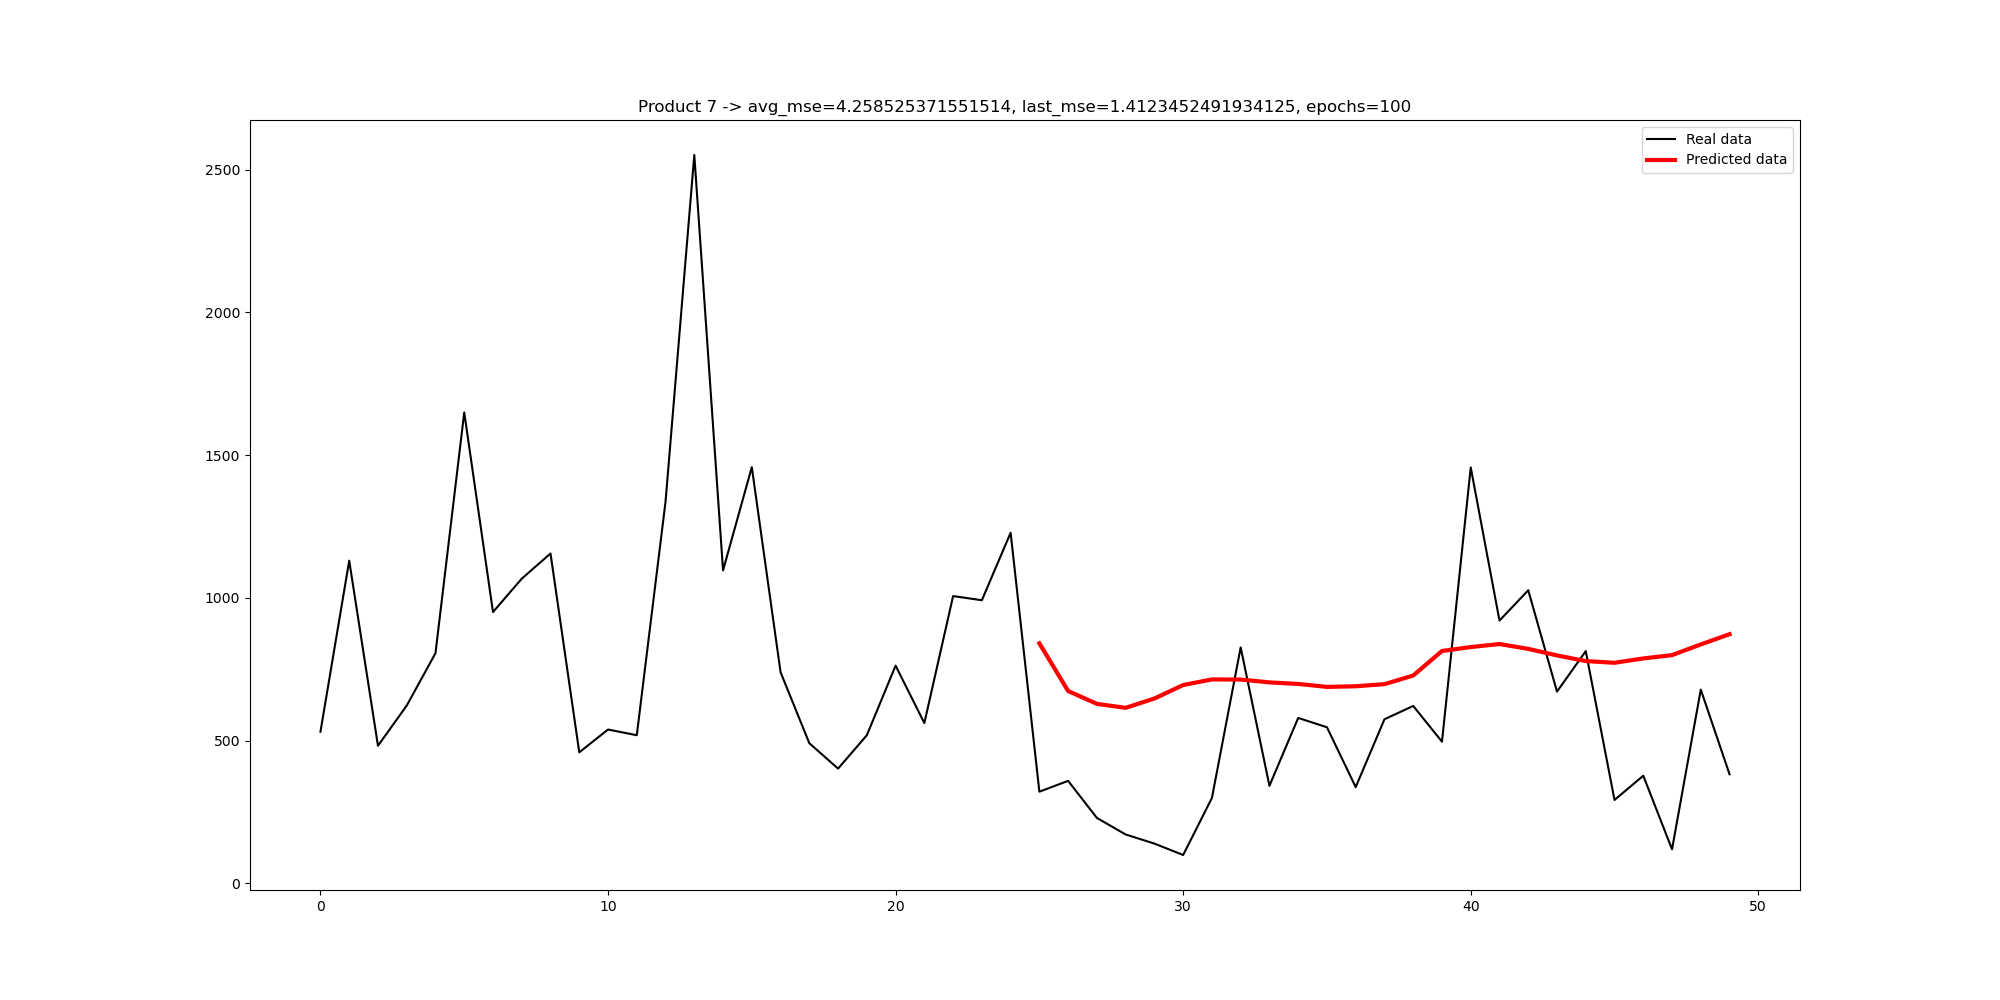 Product 7 -> avg_mse=4.258525371551514, last_mse=1.4123452491934125, epochs=100
Real data
Predicted data
2500
2000
1500
1000
500
0
0 10 20 30 40 50